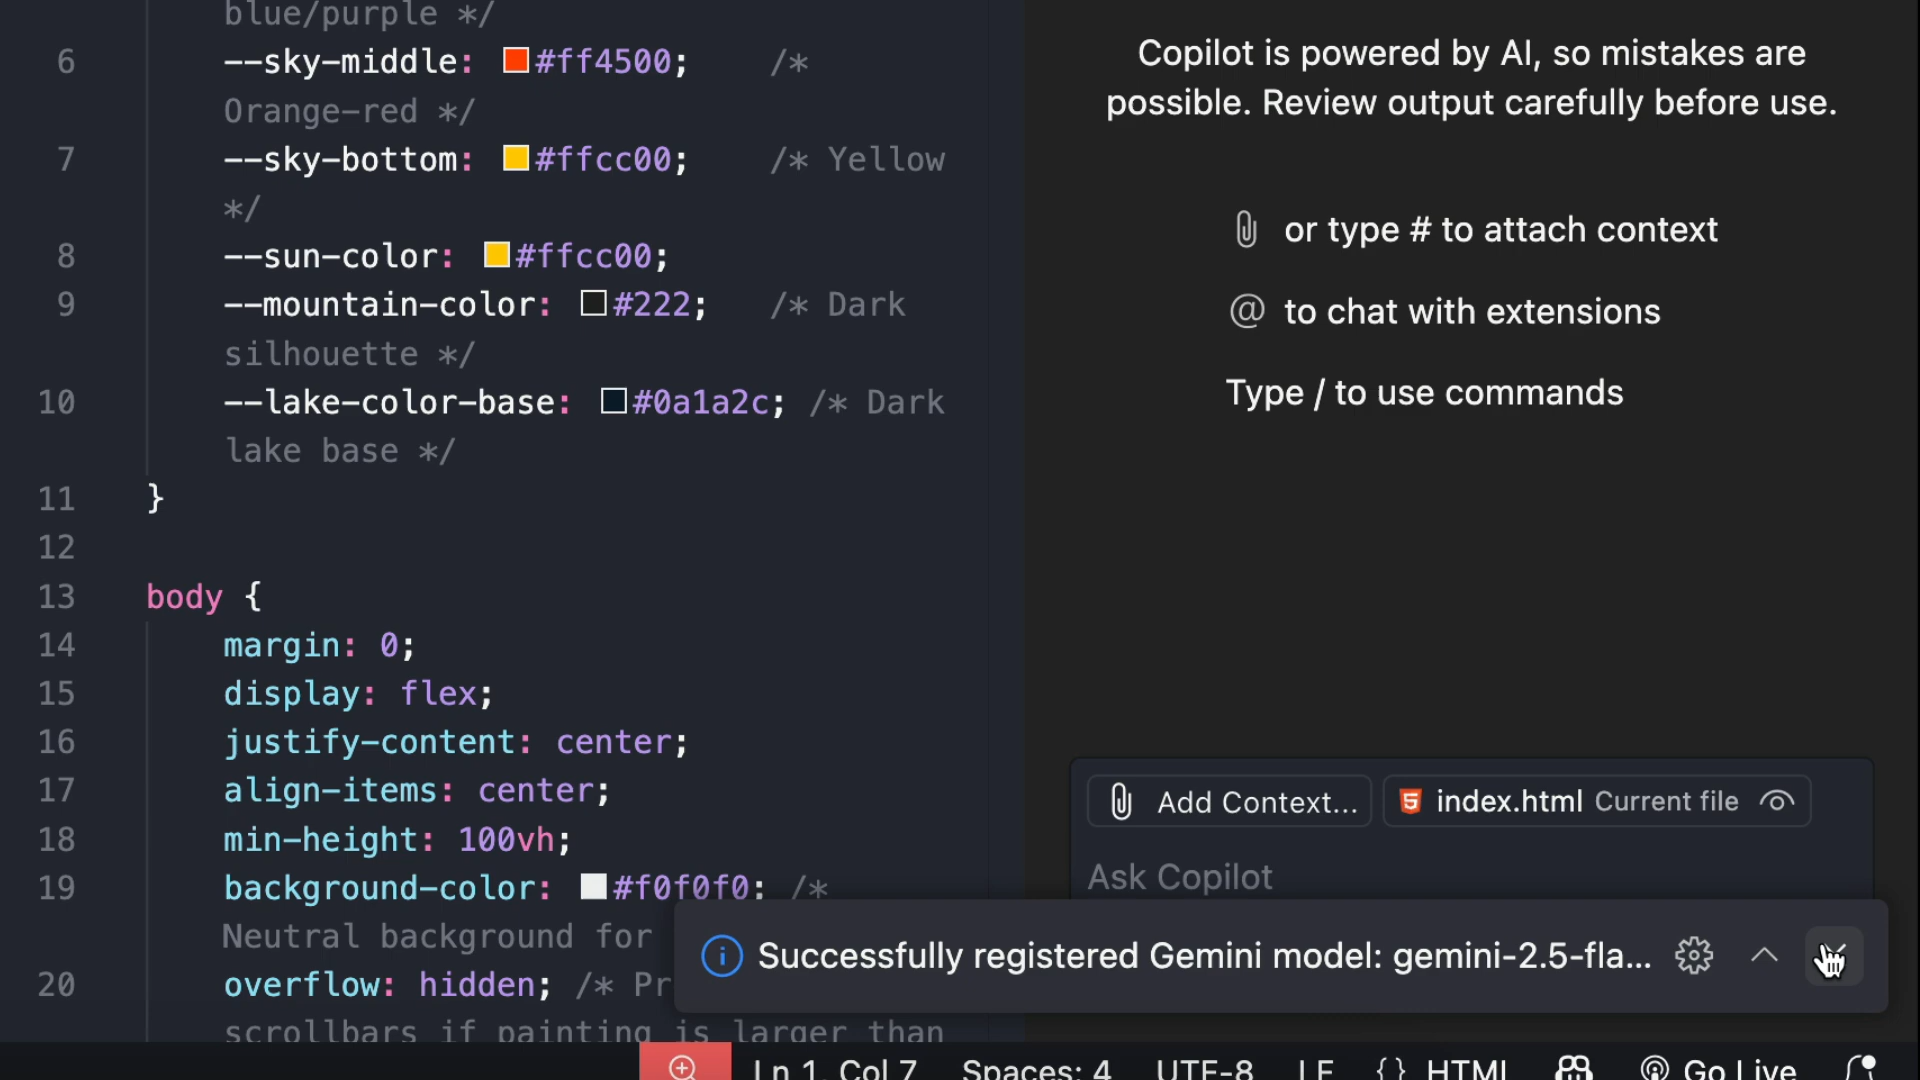 blue/purple */
6 --sky-middle: #ff4500; /*
Orange-red */
7 --sky-bottom: #ffcc00; /* Yellow
*/
8 --sun-color: #ffcc00;
9 --mountain-color: #222; /* Dark
silhouette */
10 --lake-color-base: #0a1a2c; /* Dark
lake base */
11 }
12
13 body {
14 margin: 0;
15 display: flex;
16 justify-content: center;
17 align-items: center;
18 min-height: 100vh;
19 background-color: #f0f0f0; /*
Neutral background for
20 overflow: hidden; /* Pr
scrollbars if painting is larger than
Copilot is powered by AI, so mistakes are
possible. Review output carefully before use.
or type # to attach context
@ to chat with extensions
Type / to use commands
Add Context... index.html Current file
Ask Copilot
Successfully registered Gemini model: gemini-2.5-fla...
Ln 1, Col 7 Spaces: 4 UTF-8 LF {} HTML Go Live